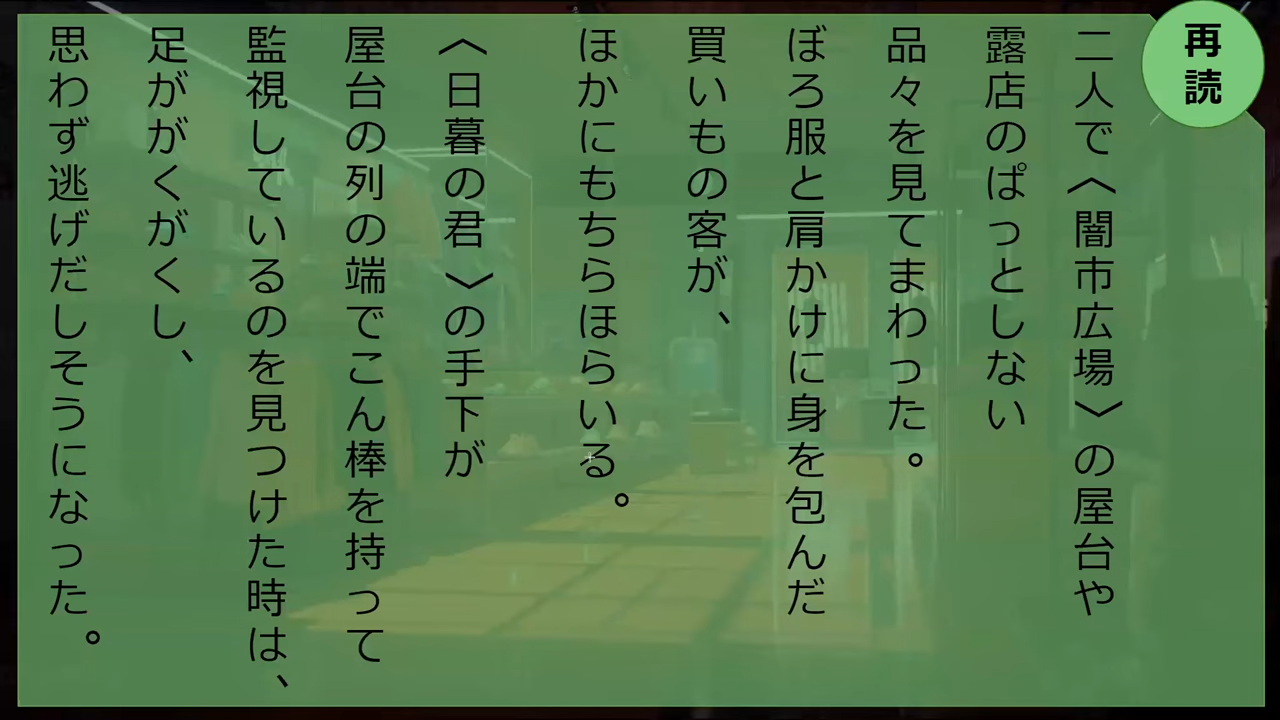 再読
二人で〈闇市広場〉の屋台や
露店のぱっとしない
品々を見てまわった。
ぼろ服と肩かけに身を包んだ
買いもの客が、
ほかにもちらほらいる。
〈日暮の君〉の手下が
屋台の列の端でこん棒を持って
監視しているのを見つけた時は、
足ががくがくし、
思わず逃げだしそうになった。